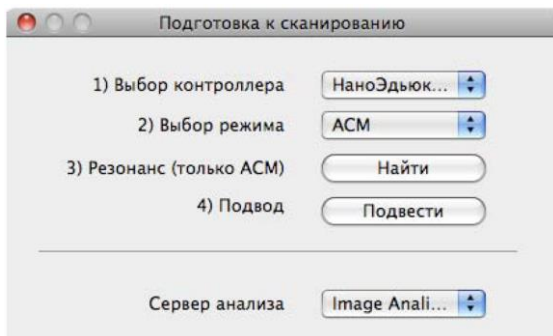 Подготовка к сканированию
1) Выбор контроллера НаноЭдьюк...
2) Выбор режима АСМ
3) Резонанс (только АСМ) Найти
4) Подвод Подвести
Сервер анализа Image Anali...